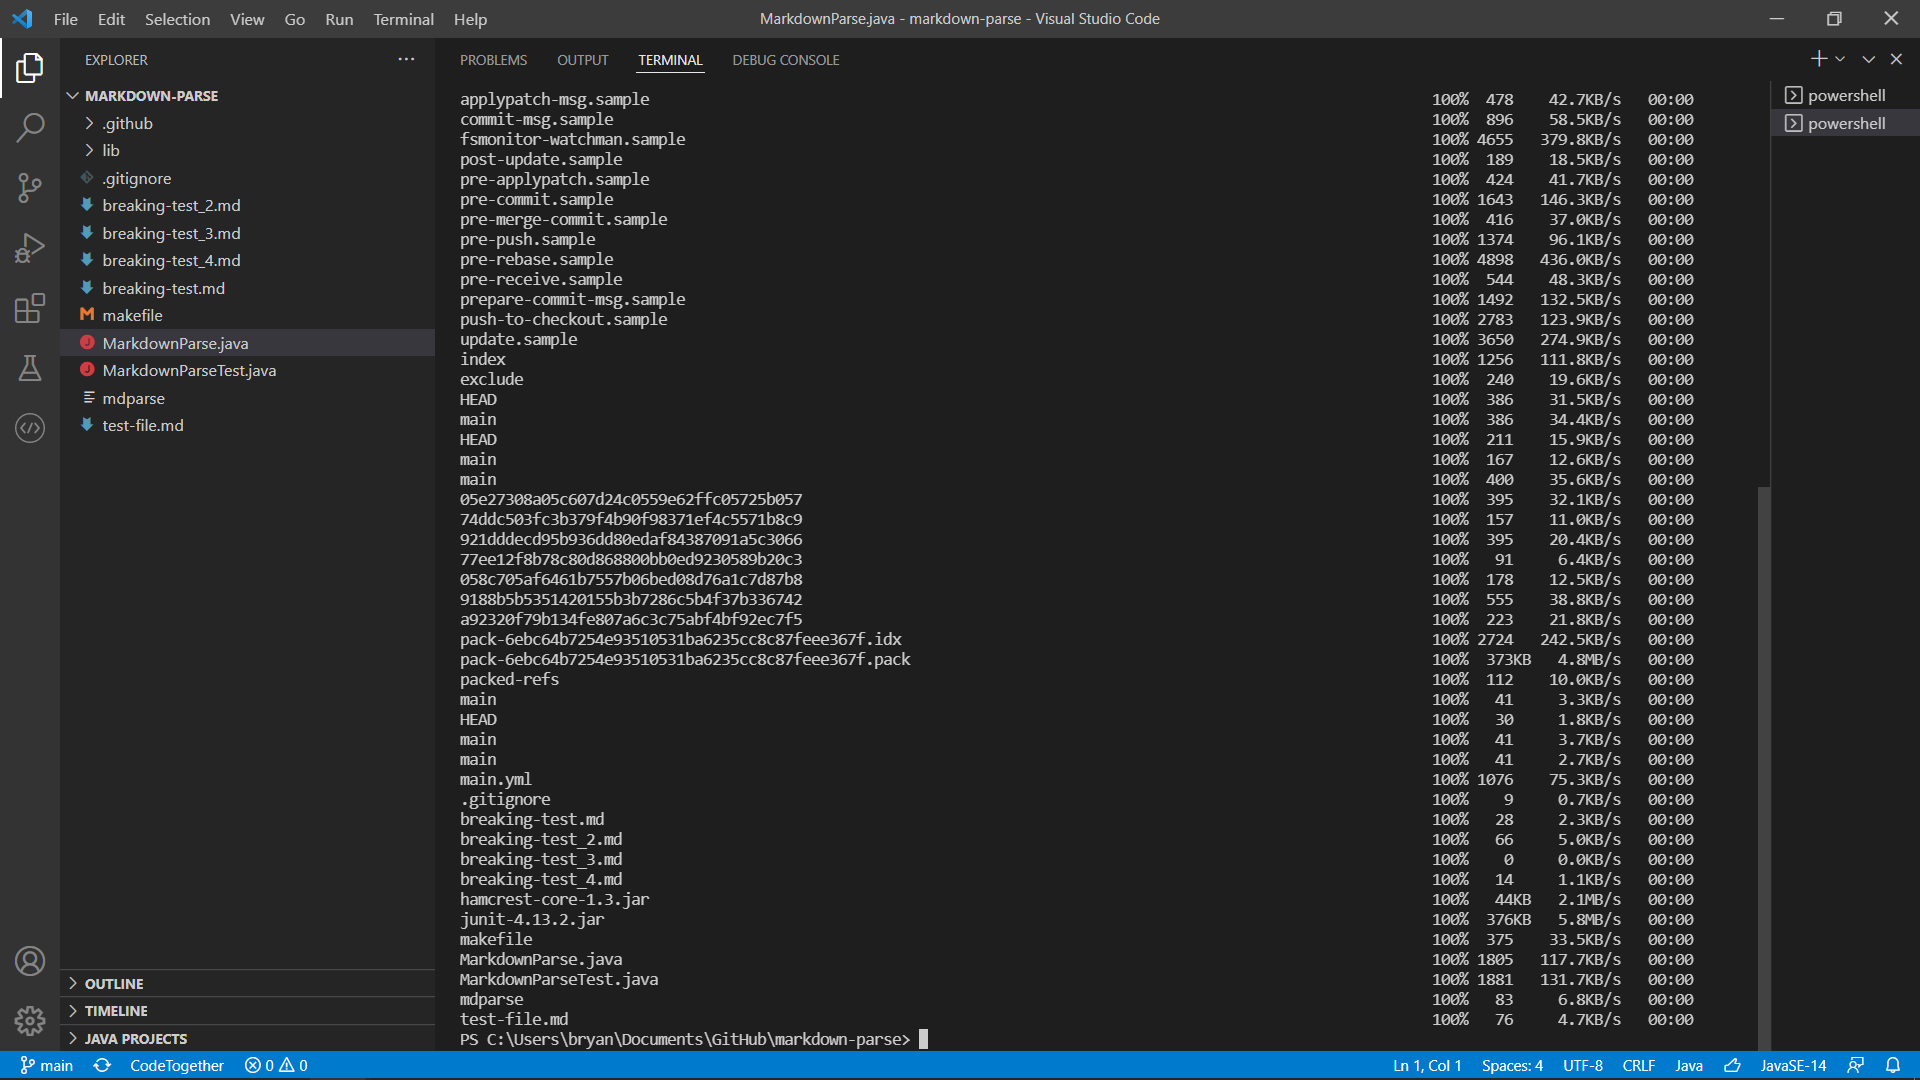 File Edit Selection View Go Run Terminal Help
MarkdownParse.java - markdown-parse - Visual Studio Code
EXPLORER
MARKDOWN-PARSE
.github
lib
.gitignore
breaking-test_2.md
breaking-test_3.md
breaking-test_4.md
breaking-test.md
makefile
MarkdownParse.java
MarkdownParseTest.java
mdparse
test-file.md
OUTLINE
TIMELINE
JAVA PROJECTS
PROBLEMS OUTPUT TERMINAL DEBUG CONSOLE
applypatch-msg.sample 100% 478 42.7KB/s 00:00
commit-msg.sample 100% 896 58.5KB/s 00:00
fsmonitor-watchman.sample 100% 4655 379.8KB/s 00:00
post-update.sample 100% 189 18.5KB/s 00:00
pre-applypatch.sample 100% 424 41.7KB/s 00:00
pre-commit.sample 100% 1643 146.3KB/s 00:00
pre-merge-commit.sample 100% 416 37.0KB/s 00:00
pre-push.sample 100% 1374 96.1KB/s 00:00
pre-rebase.sample 100% 4898 436.0KB/s 00:00
pre-receive.sample 100% 544 48.3KB/s 00:00
prepare-commit-msg.sample 100% 1492 132.5KB/s 00:00
push-to-checkout.sample 100% 2783 123.9KB/s 00:00
update.sample 100% 3650 274.9KB/s 00:00
index 100% 1256 111.8KB/s 00:00
exclude 100% 240 19.6KB/s 00:00
HEAD 100% 386 31.5KB/s 00:00
main 100% 386 34.4KB/s 00:00
HEAD 100% 211 15.9KB/s 00:00
main 100% 167 12.6KB/s 00:00
main 100% 400 35.6KB/s 00:00
05e27308a05c607d24c0559e62ffc05725b057 100% 395 32.1KB/s 00:00
74ddc503fc3b379f4b90f98371ef4c5571b8c9 100% 157 11.0KB/s 00:00
921dddecd95b936dd80edaf84387091a5c3066 100% 395 20.4KB/s 00:00
77ee12f8b78c80d868800bb0ed9230589b20c3 100% 91 6.4KB/s 00:00
058c705af6461b7557b06bed08d76a1c7d87b8 100% 178 12.5KB/s 00:00
9188b5b5351420155b3b7286c5b4f37b336742 100% 555 38.8KB/s 00:00
a92320f79b134fe807a6c3c75abf4bf92ec7f5 100% 223 21.8KB/s 00:00
pack-6ebc64b7254e93510531ba6235cc8c87feee367f.idx 100% 2724 242.5KB/s 00:00
pack-6ebc64b7254e93510531ba6235cc8c87feee367f.pack 100% 373KB 4.8MB/s 00:00
packed-refs 100% 112 10.0KB/s 00:00
main 100% 41 3.3KB/s 00:00
HEAD 100% 30 1.8KB/s 00:00
main 100% 41 3.7KB/s 00:00
main 100% 41 2.7KB/s 00:00
main.yml 100% 1076 75.3KB/s 00:00
.gitignore 100% 9 0.7KB/s 00:00
breaking-test.md 100% 28 2.3KB/s 00:00
breaking-test_2.md 100% 66 5.0KB/s 00:00
breaking-test_3.md 100% 0 0.0KB/s 00:00
breaking-test_4.md 100% 14 1.1KB/s 00:00
hamcrest-core-1.3.jar 100% 44KB 2.1MB/s 00:00
junit-4.13.2.jar 100% 376KB 5.8MB/s 00:00
makefile 100% 375 33.5KB/s 00:00
MarkdownParse.java 100% 1805 117.7KB/s 00:00
MarkdownParseTest.java 100% 1881 131.7KB/s 00:00
mdparse 100% 83 6.8KB/s 00:00
test-file.md 100% 76 4.7KB/s 00:00
PS C:\Users\bryan\Documents\GitHub\markdown-parse>
powershell
powershell
main CodeTogether 0 0 Ln 1, Col 1 Spaces: 4 UTF-8 CRLF Java JavaSE-14